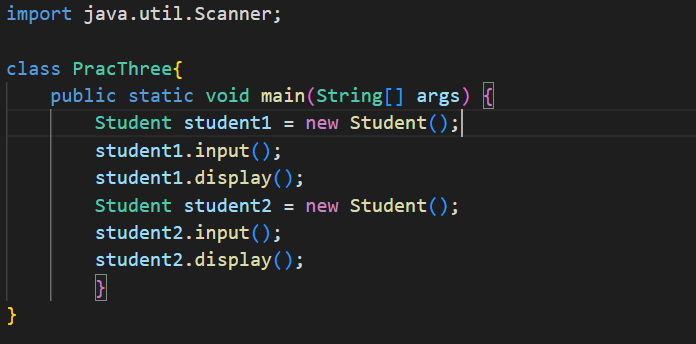 import java.util.Scanner;
class PracThree{
public static void main(String[] args) {
Student student1 = new Student();
student1.input();
student1.display();
Student student2 = new Student();
student2.input();
student2.display();
}
}